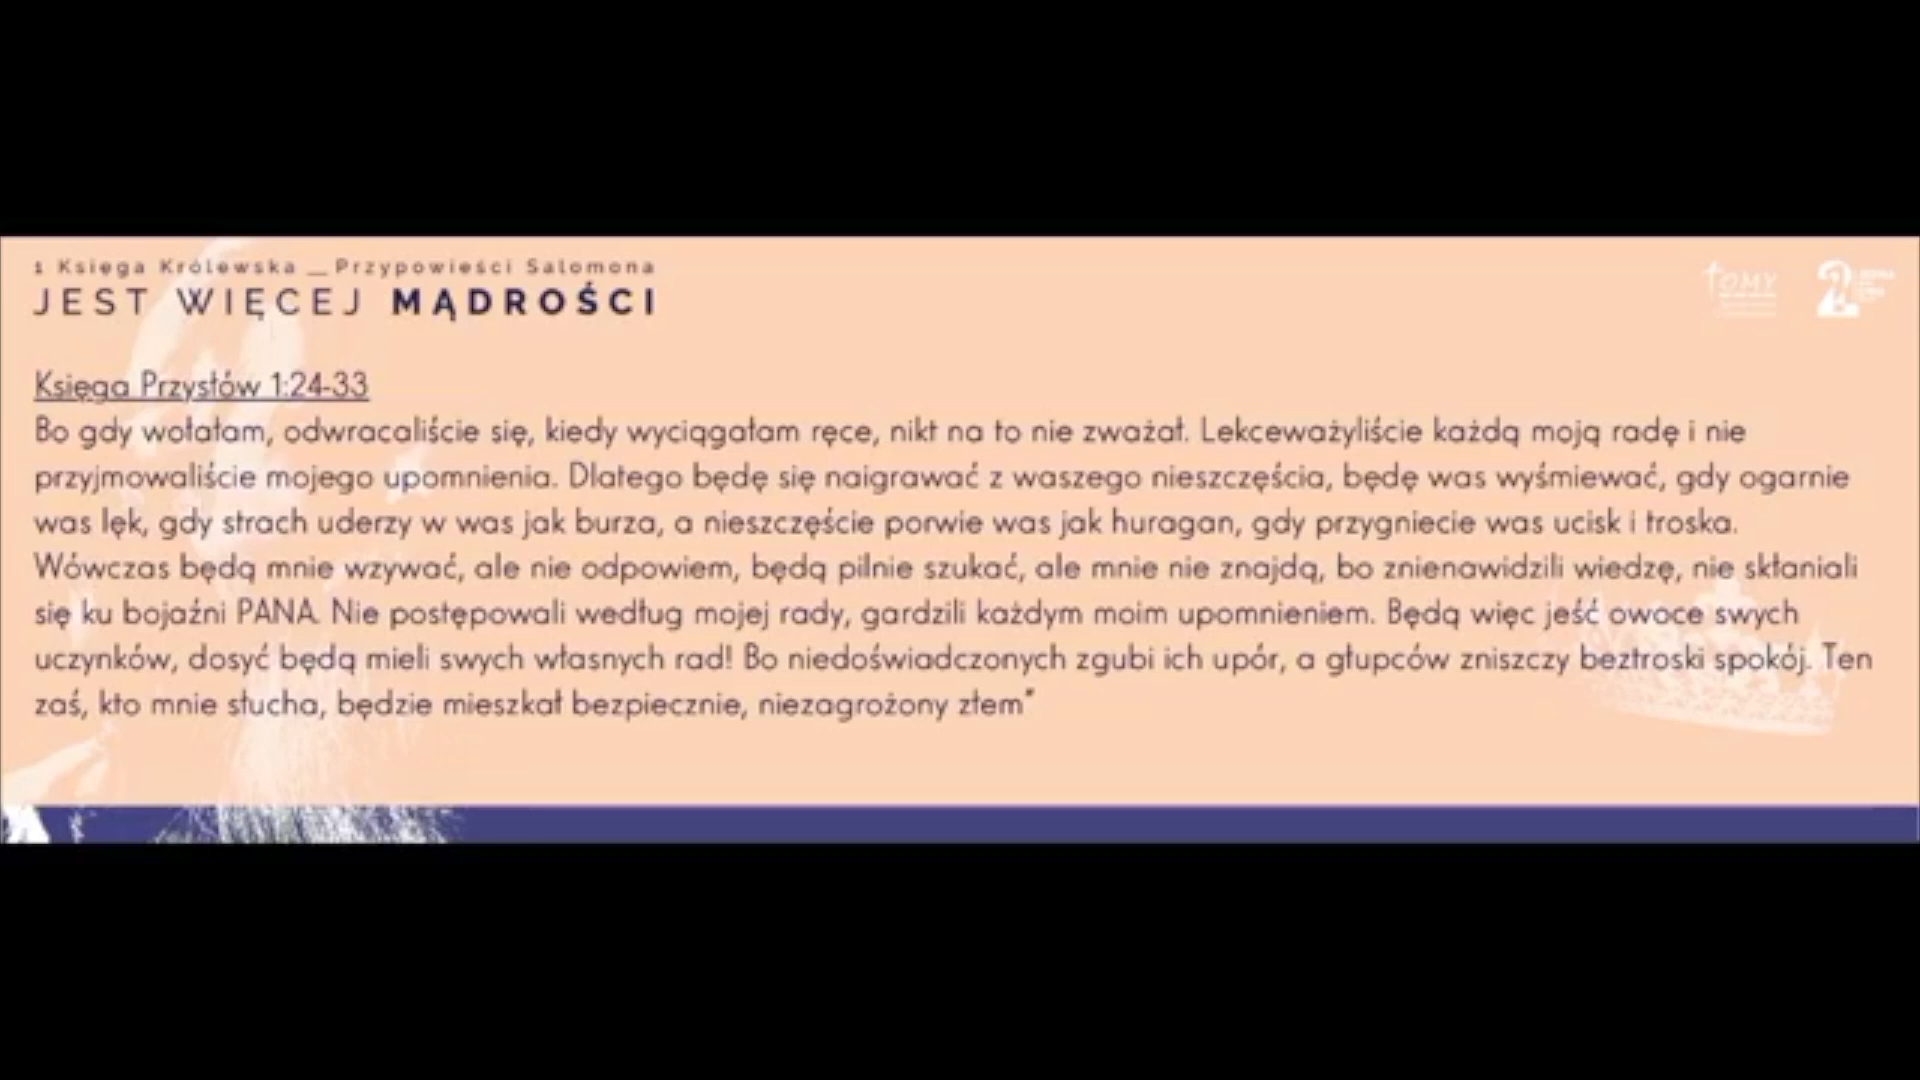 1 Księga Królewska __ Przypowieści Salomona
JEST WIĘCEJ MĄDROŚCI
TOMY
2
Księga Przysłów 1:24-33
Bo gdy wołałam, odwracaliście się, kiedy wyciągałam ręce, nikt na to nie zważał. Lekceważyliście każdą moją radę i nie
przyjmowaliście mojego upomnienia. Dlatego będę się naigrawać z waszego nieszczęścia, będę was wyśmiewać, gdy ogarnie
was lęk, gdy strach uderzy w was jak burza, a nieszczęście porwie was jak huragan, gdy przygniecie was ucisk i troska.
Wówczas będą mnie wzywać, ale nie odpowiem, będą pilnie szukać, ale mnie nie znajdą, bo znienawidzili wiedzę, nie skłaniali
się ku bojaźni PANA. Nie postępowali według mojej rady, gardzili każdym moim upomnieniem. Będą więc jeść owoce swych
uczynków, dosyć będą mieli swych własnych rad! Bo niedoświadczonych zgubi ich upór, a głupców zniszczy beztroski spokój. Ten
zaś, kto mnie słucha, będzie mieszkał bezpiecznie, niezagrożony złem”